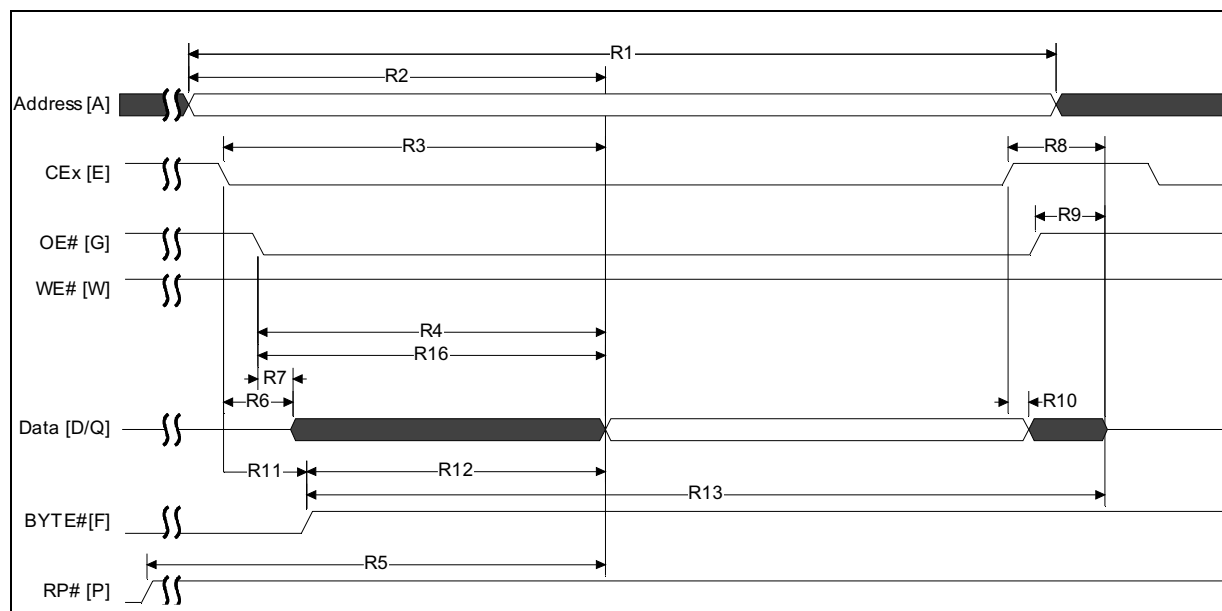 R1
R2
Address [A]
R3
R8
CEx [E]
R9
OE# [G]
WE# [W]
R4
R16
R7
R6
R10
Data [D/Q]
R11
R12
R13
BYTE#[F]
R5
RP# [P]